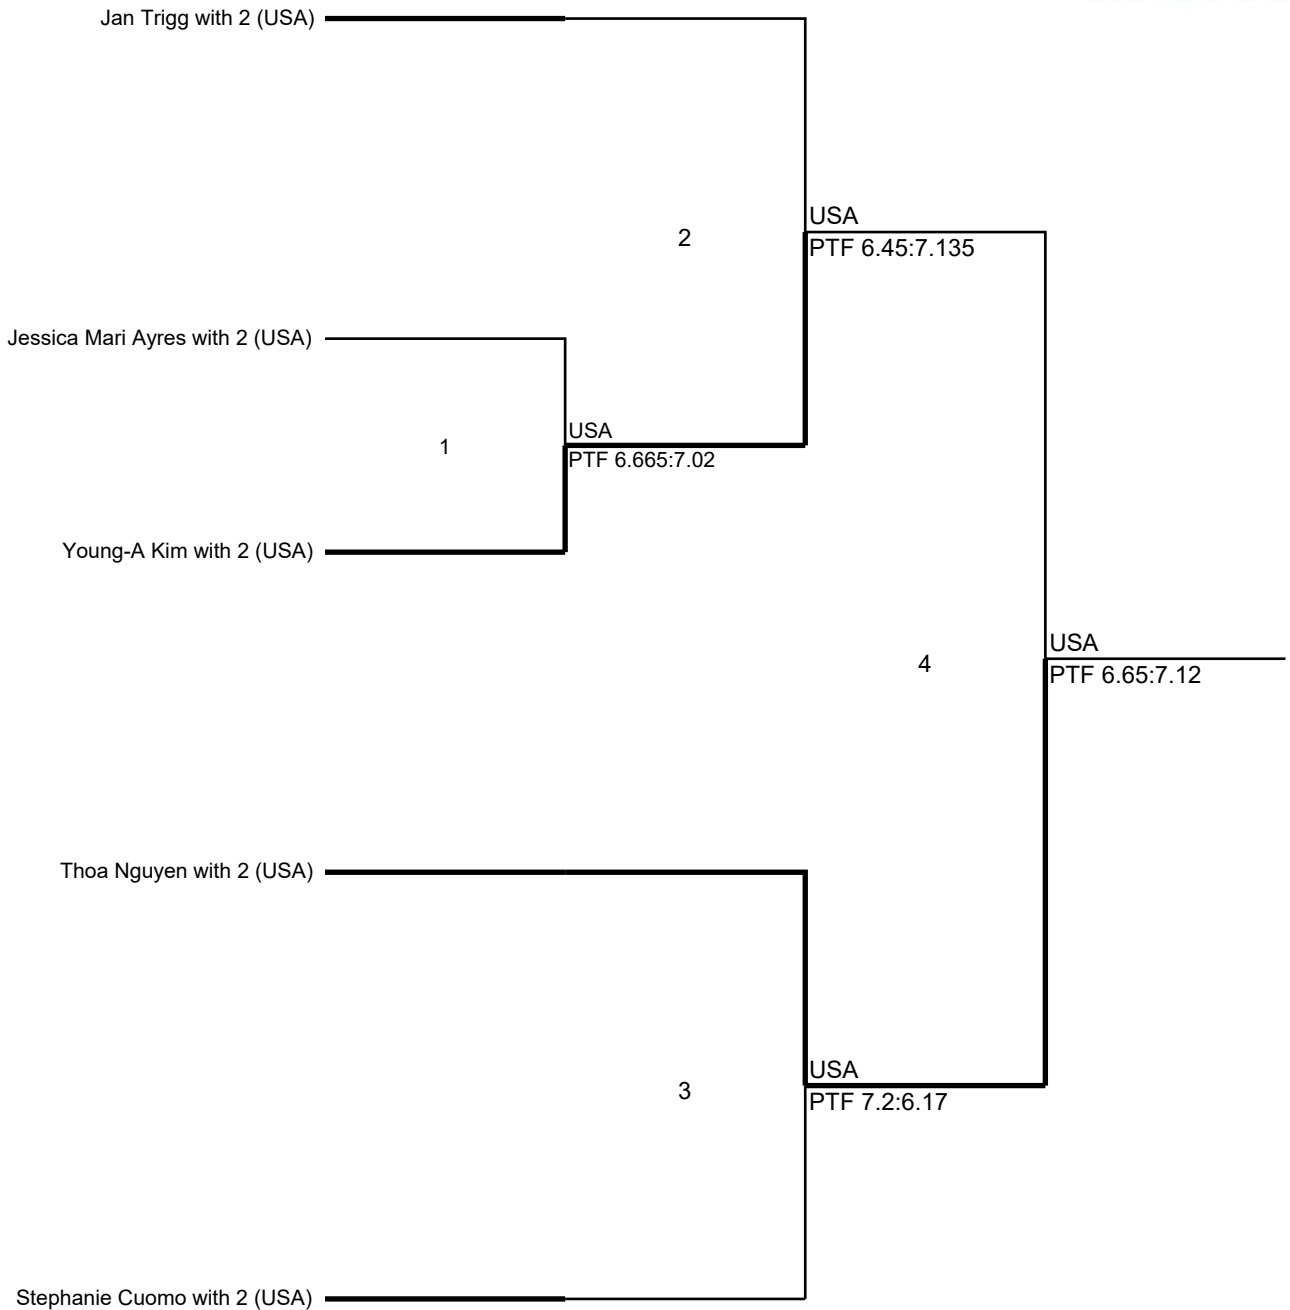 Jan Trigg with 2 (USA)
USA
2
PTF 6.45:7.135
Jessica Mari Ayres with 2 (USA)
USA
1
PTF 6.665:7.02
Young-A Kim with 2 (USA)
USA
4
PTF 6.65:7.12
Thoa Nguyen with 2 (USA)
USA
3
PTF 7.2:6.17
Stephanie Cuomo with 2 (USA)